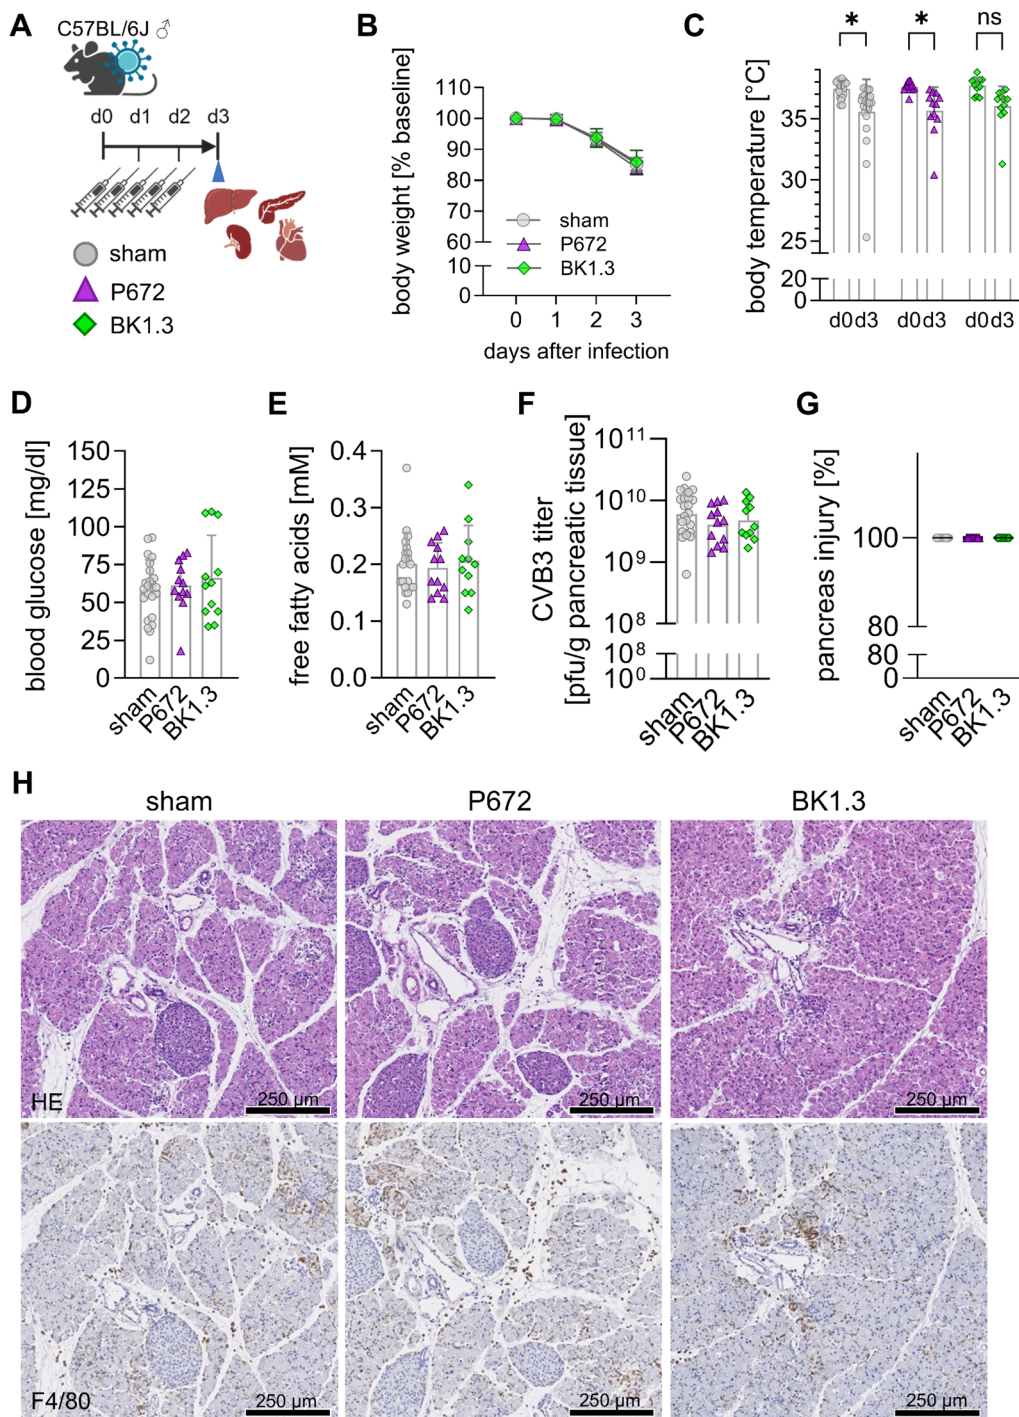 A
C57BL/6J ♂
d0 d1 d2 d3
sham
P672
BK1.3
B
body weight [% baseline]
110
100
90
80
70
60
10
0
sham
P672
BK1.3
0 1 2 3
days after infection
C
* * ns
body temperature [°C]
35
30
25
20
0
d0 d3 d0 d3 d0 d3
D
blood glucose [mg/dl]
150
125
100
75
50
25
0
sham
P672
BK1.3
E
free fatty acids [mM]
0.4
0.3
0.2
0.1
0.0
sham
P672
BK1.3
F
CVB3 titer
[pfu/g pancreatic tissue]
10¹¹
10¹⁰
10⁹
10⁸
10⁸
10⁰
sham
P672
BK1.3
G
pancreas injury [%]
100
80
80
0
sham
P672
BK1.3
H
sham P672 BK1.3
HE
250 µm 250 µm 250 µm
F4/80
250 µm 250 µm 250 µm